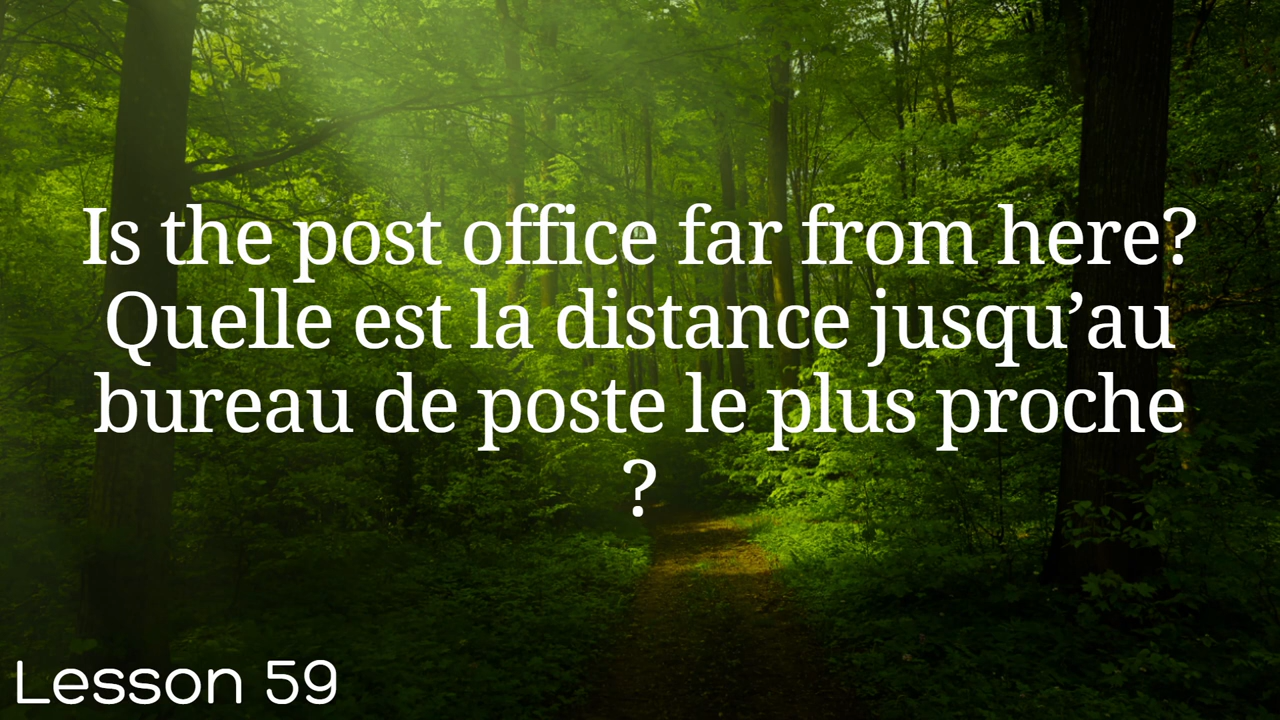 Is the post office far from here?
Quelle est la distance jusqu’au
bureau de poste le plus proche
?
Lesson 59